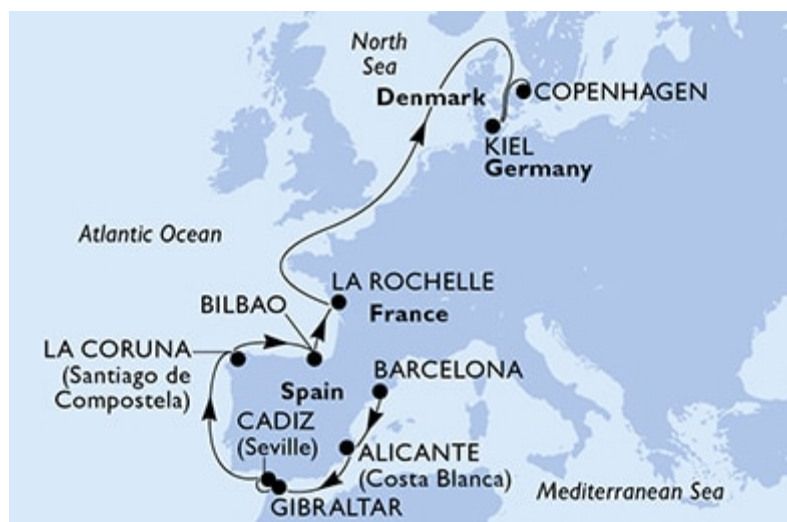 North
Sea
Denmark
COPENHAGEN
KIEL
Germany
Atlantic Ocean
LA ROCHELLE
BILBAO
France
LA CORUNA
(Santiago de
Compostela)
Spain
BARCELONA
CADIZ
(Seville)
ALICANTE
(Costa Blanca)
GIBRALTAR
Mediterranean Sea